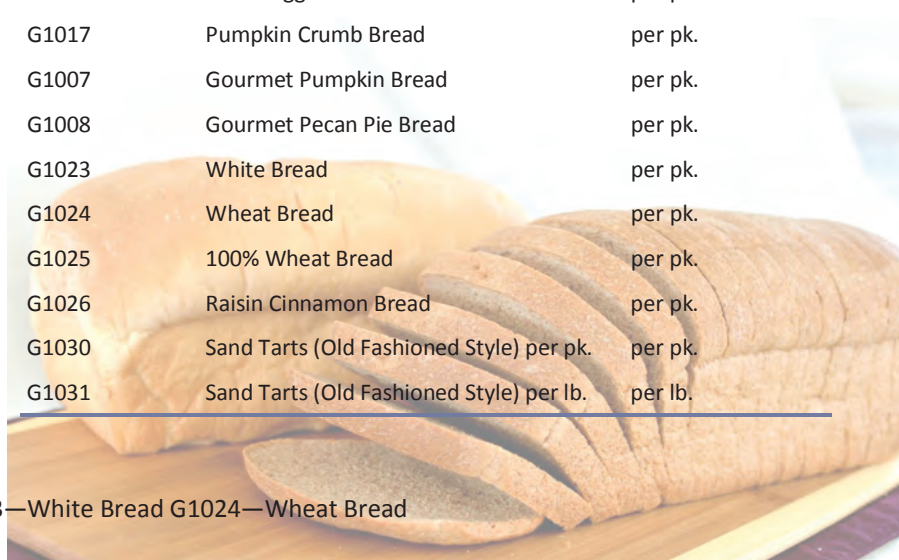 G1017 Pumpkin Crumb Bread per pk.
G1007 Gourmet Pumpkin Bread per pk.
G1008 Gourmet Pecan Pie Bread per pk.
G1023 White Bread per pk.
G1024 Wheat Bread per pk.
G1025 100% Wheat Bread per pk.
G1026 Raisin Cinnamon Bread per pk.
G1030 Sand Tarts (Old Fashioned Style) per pk. per pk.
G1031 Sand Tarts (Old Fashioned Style) per lb. per lb.
—White Bread G1024—Wheat Bread